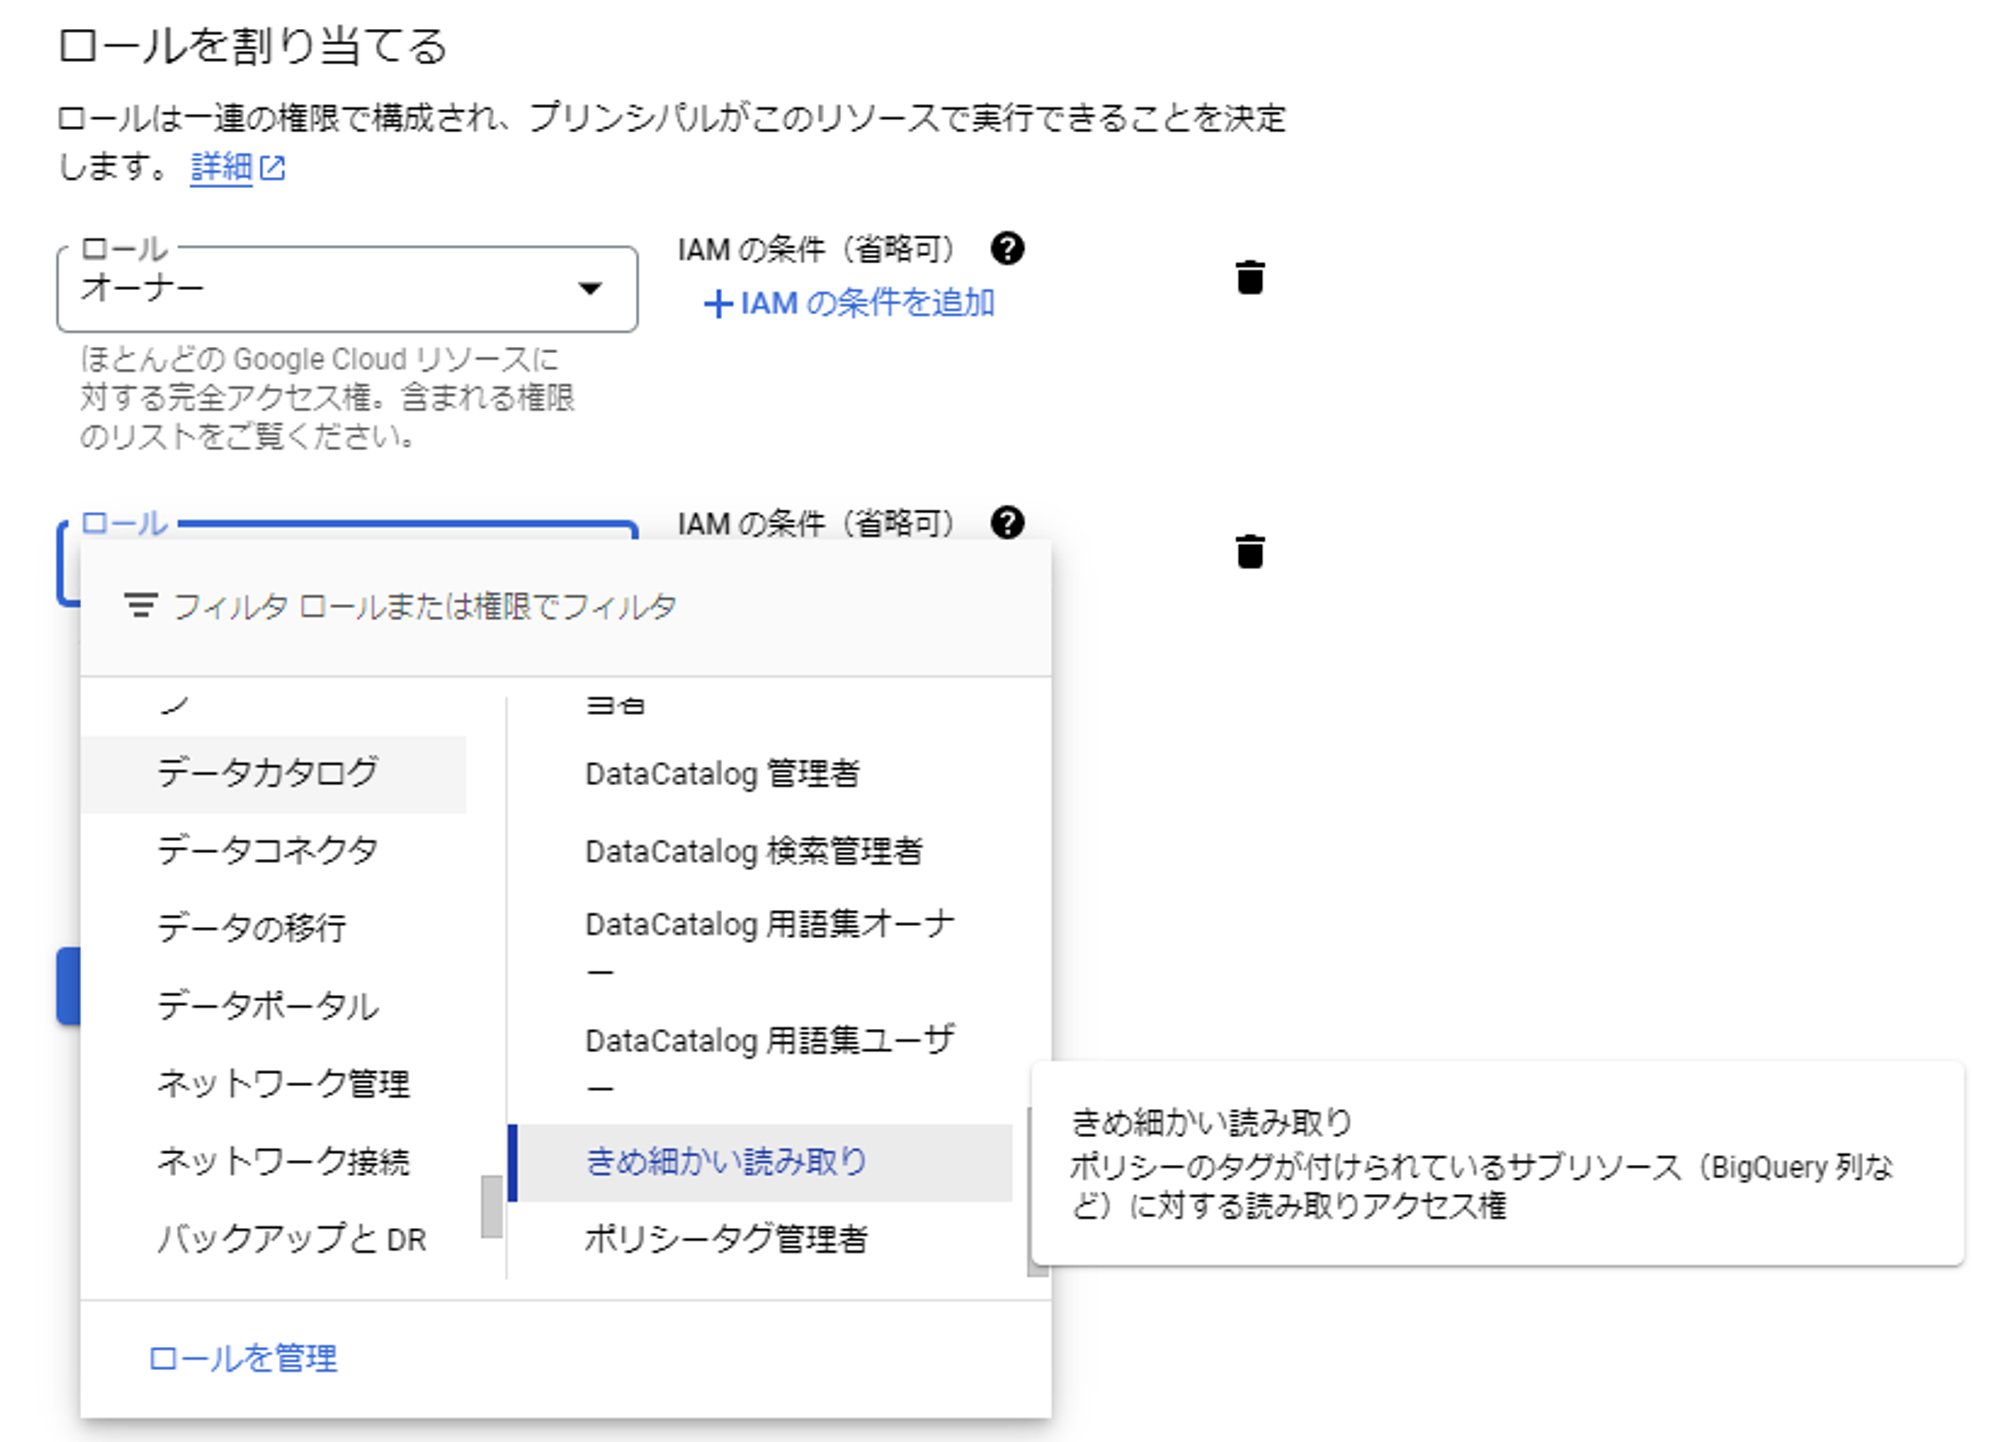 ロールを割り当てる
ロールは一連の権限で構成され、プリンシパルがこのリソースで実行できることを決定
します。 詳細
ロール
オーナー
IAM の条件（省略可）
IAM の条件を追加
ほとんどの Google Cloud リソースに
対する完全アクセス権。含まれる権限
のリストをご覧ください。
ロール
IAM の条件（省略可）
フィルタ ロールまたは権限でフィルタ
データカタログ
データコネクタ
データの移行
データポータル
ネットワーク管理
ネットワーク接続
バックアップと DR
DataCatalog 管理者
DataCatalog 検索管理者
DataCatalog 用語集オーナ
ー
DataCatalog 用語集ユーザ
ー
きめ細かい読み取り
ポリシータグ管理者
きめ細かい読み取り
ポリシーのタグが付けられているサブリソース（BigQuery 列な
ど）に対する読み取りアクセス権
ロールを管理